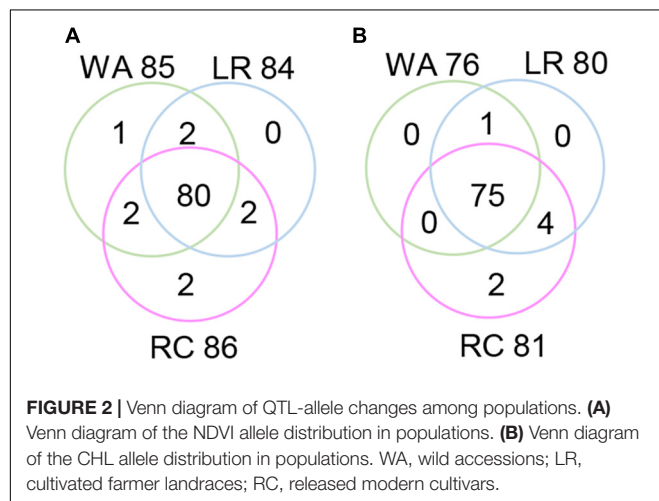 A
B
WA 85 LR 84
WA 76 LR 80
1 2 0
0 1 0
80
75
2 2
0 4
2
2
RC 86
RC 81
FIGURE 2 | Venn diagram of QTL-allele changes among populations. (A)
Venn diagram of the NDVI allele distribution in populations. (B) Venn diagram
of the CHL allele distribution in populations. WA, wild accessions; LR,
cultivated farmer landraces; RC, released modern cultivars.